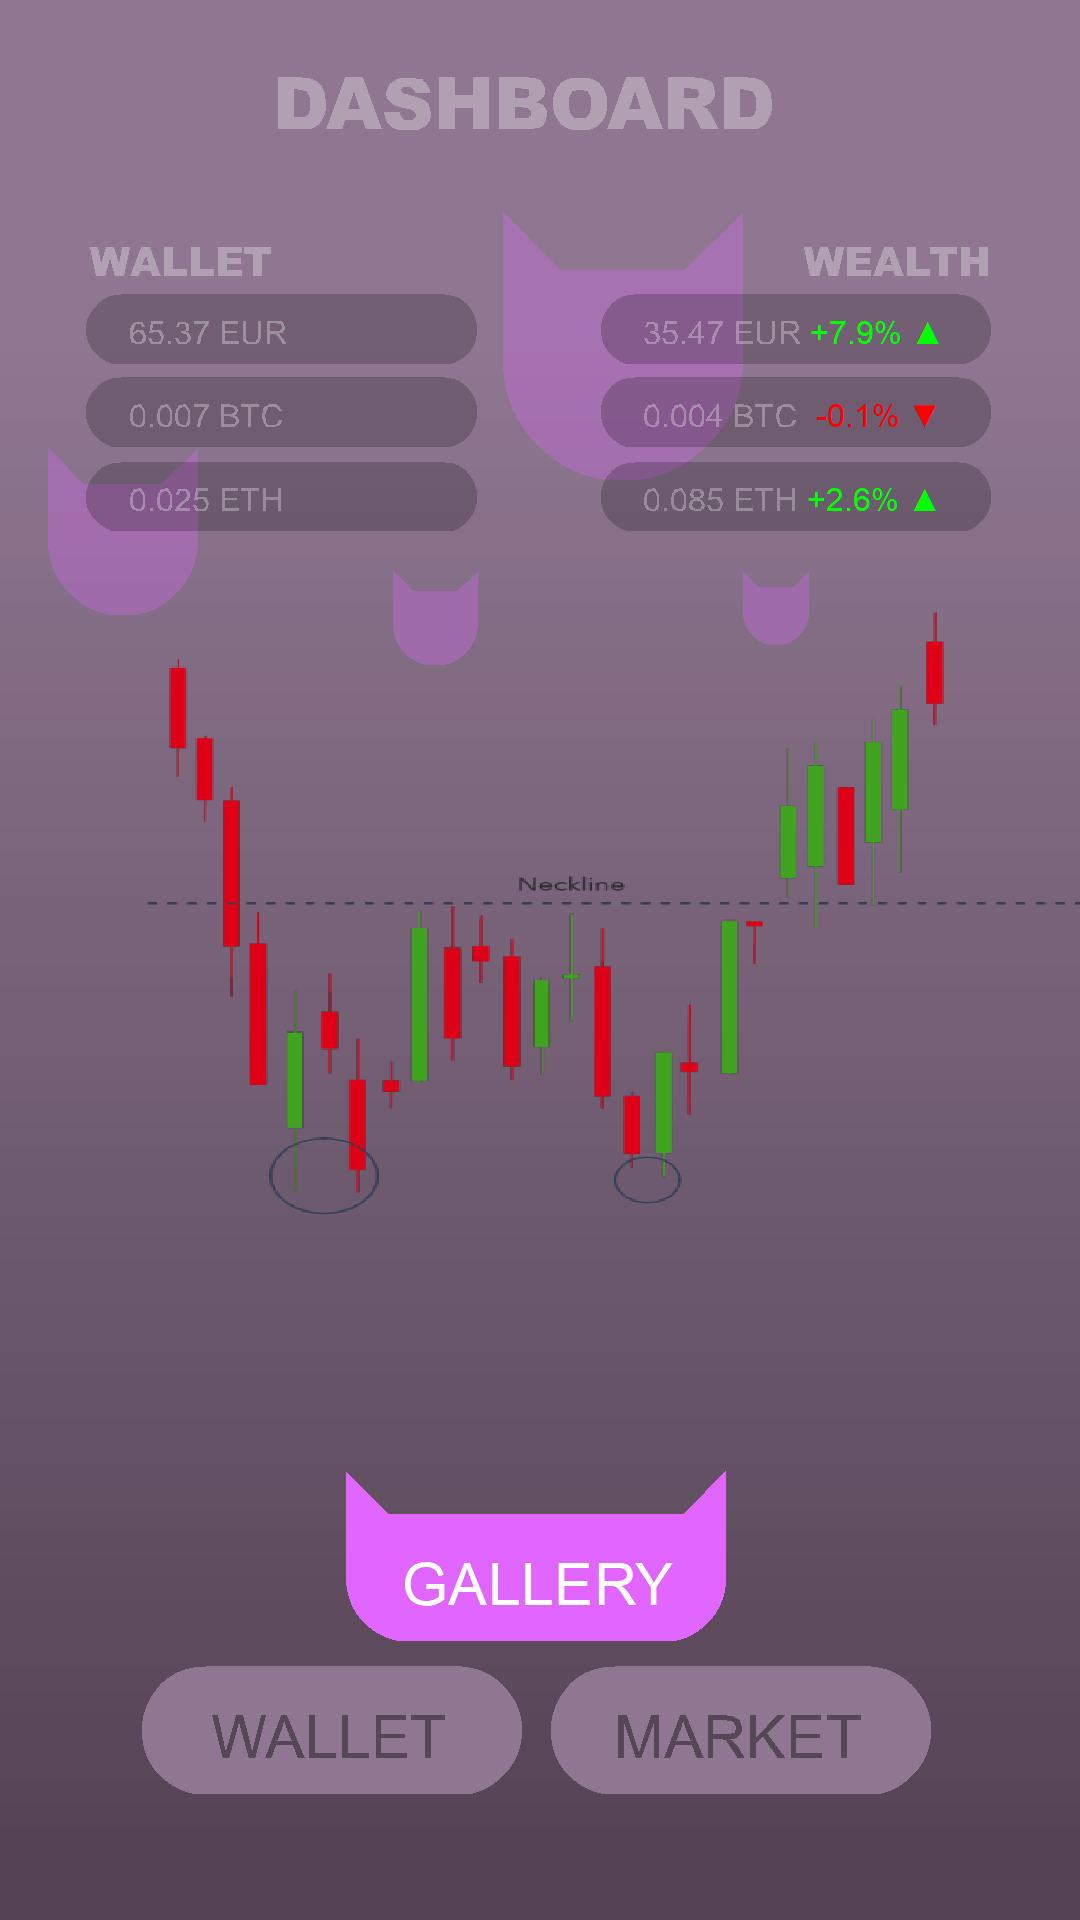 DASHBOARD
WALLET
65.37 EUR
0.007 BTC
0.025 ETH
WEALTH
35.47 EUR +7.9% ▲
0.004 BTC -0.1% ▼
0.085 ETH +2.6% ▲
Neckline
GALLERY
WALLET
MARKET